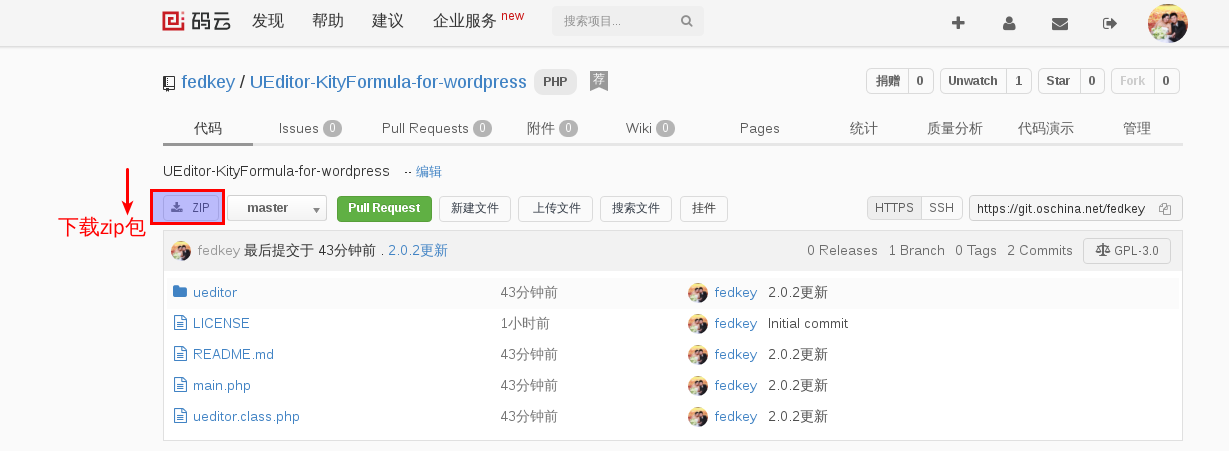 码云 发现 帮助 建议 企业服务 new 搜索项目...
fedkey / UEditor-KityFormula-for-wordpress PHP 荐 捐赠 0 Unwatch 1 Star 0 Fork 0
代码 Issues 0 Pull Requests 0 附件 0 Wiki 0 Pages 统计 质量分析 代码演示 管理
UEditor-KityFormula-for-wordpress -- 编辑
ZIP master Pull Request 新建文件 上传文件 搜索文件 挂件 HTTPS SSH https://git.oschina.net/fedkey
下载zip包
fedkey 最后提交于 43分钟前 . 2.0.2更新 0 Releases 1 Branch 0 Tags 2 Commits GPL-3.0
ueditor 43分钟前 fedkey 2.0.2更新
LICENSE 1小时前 fedkey Initial commit
README.md 43分钟前 fedkey 2.0.2更新
main.php 43分钟前 fedkey 2.0.2更新
ueditor.class.php 43分钟前 fedkey 2.0.2更新